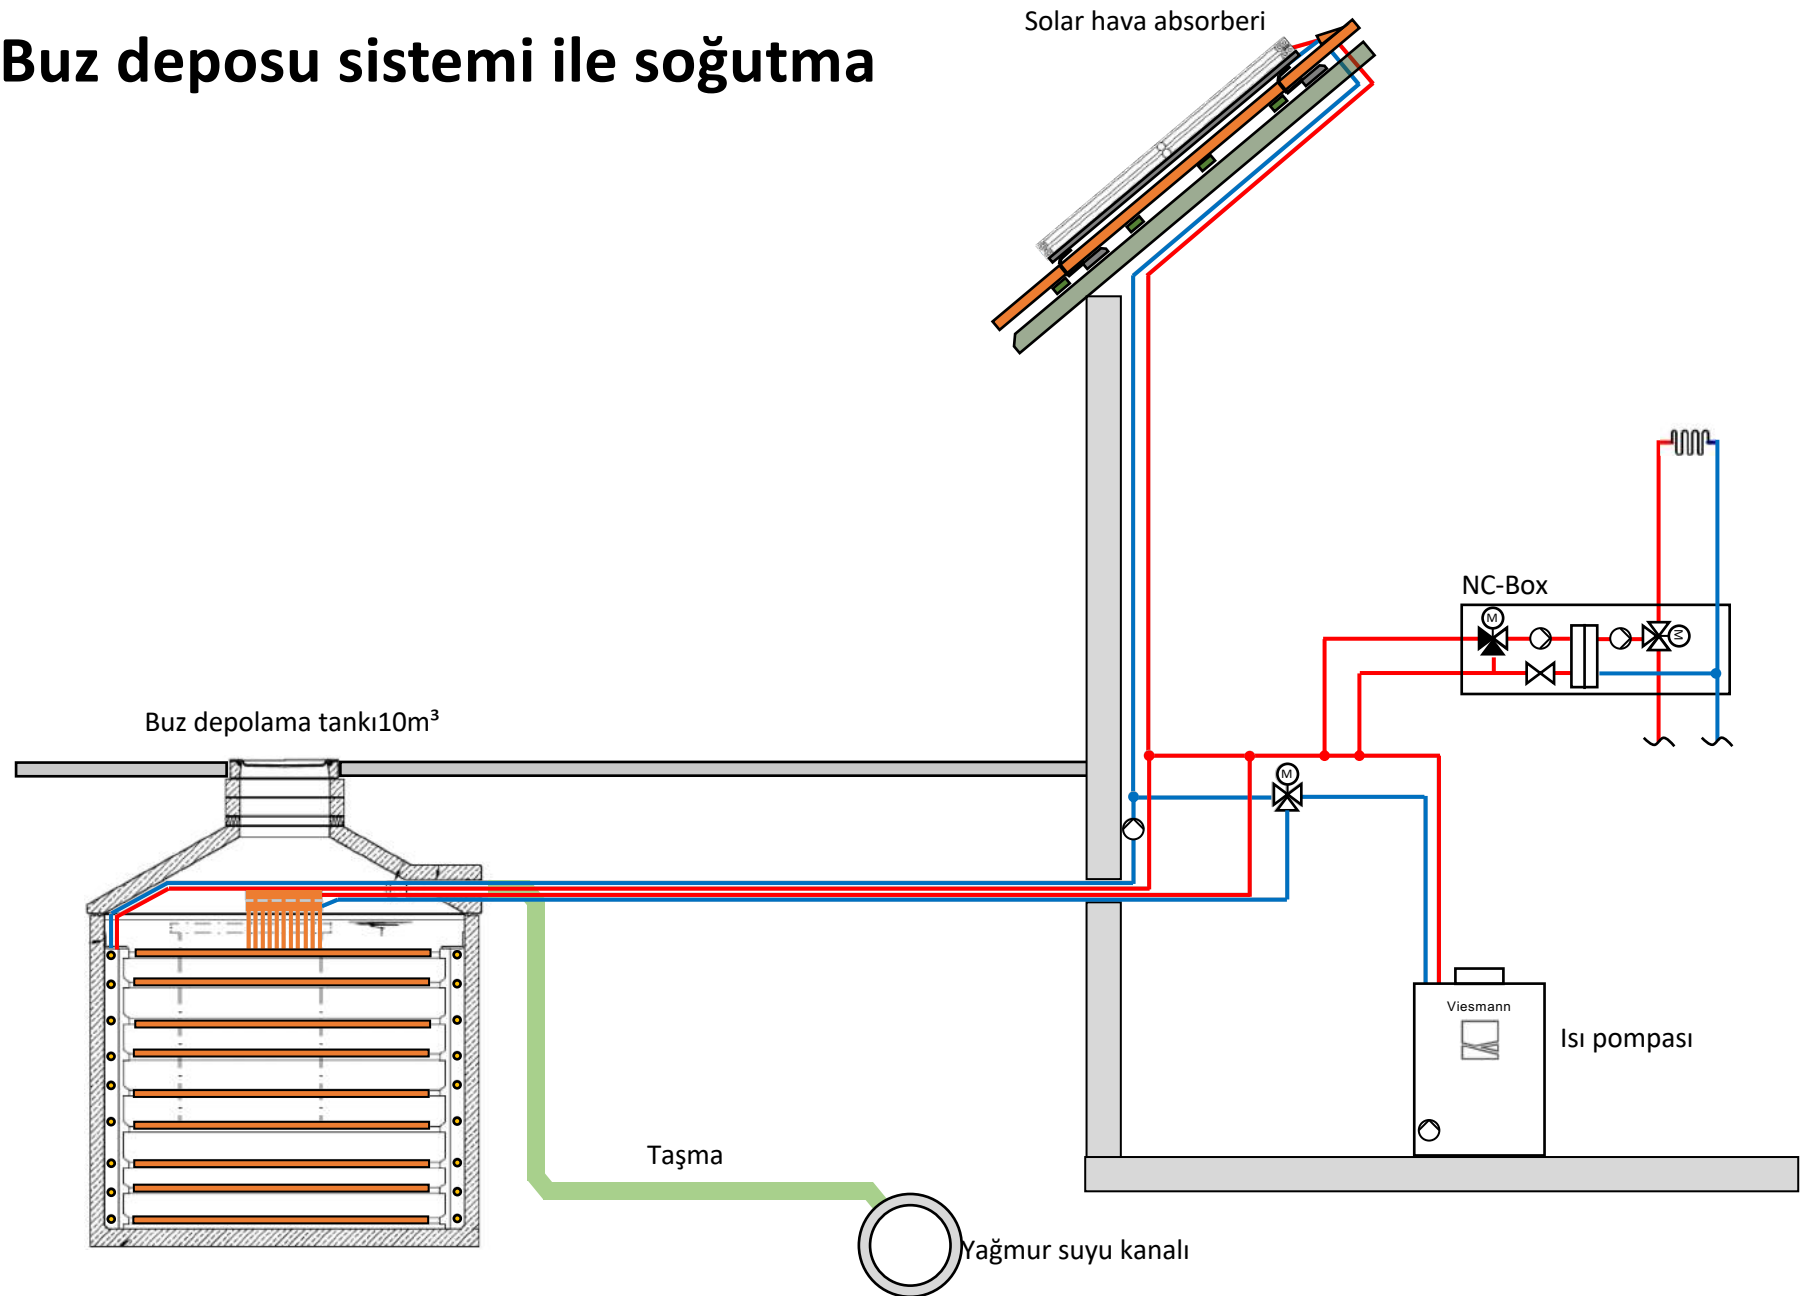 Buz deposu sistemi ile soğutma
Solar hava absorberi
NC-Box
M
M
Buz depolama tankı10m³
M
Viesmann
Isı pompası
Taşma
Yağmur suyu kanalı